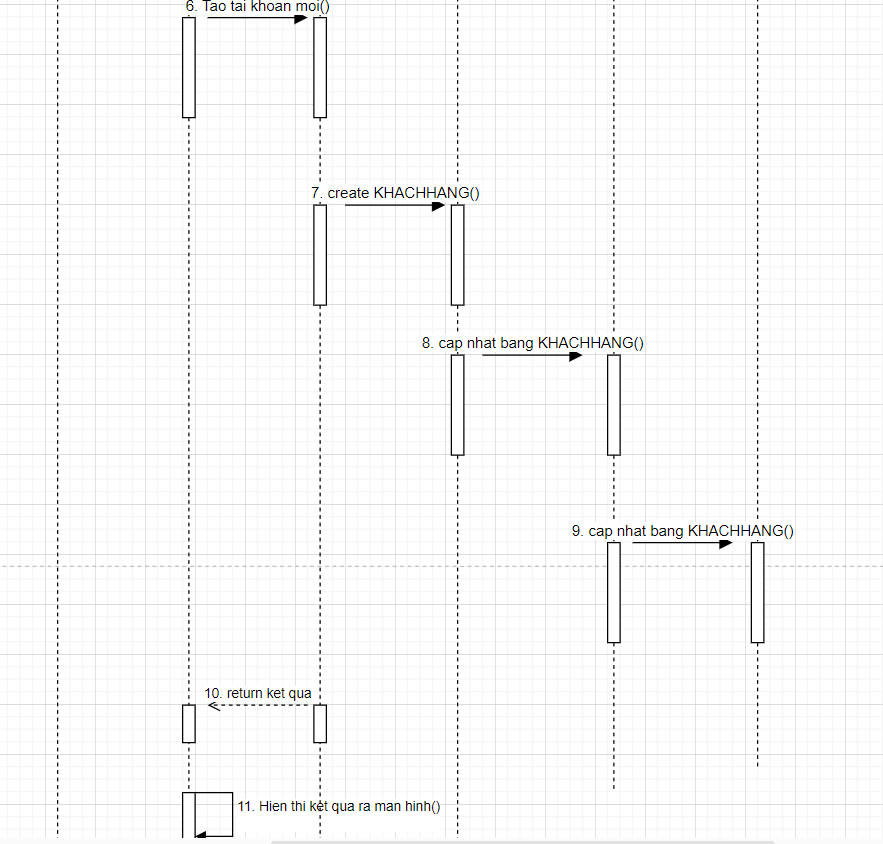 6. Tao tai khoan moi()
7. create KHACHHANG()
8. cap nhat bang KHACHHANG()
9. cap nhat bang KHACHHANG()
10. return ket qua
11. Hien thi ket qua ra man hinh()